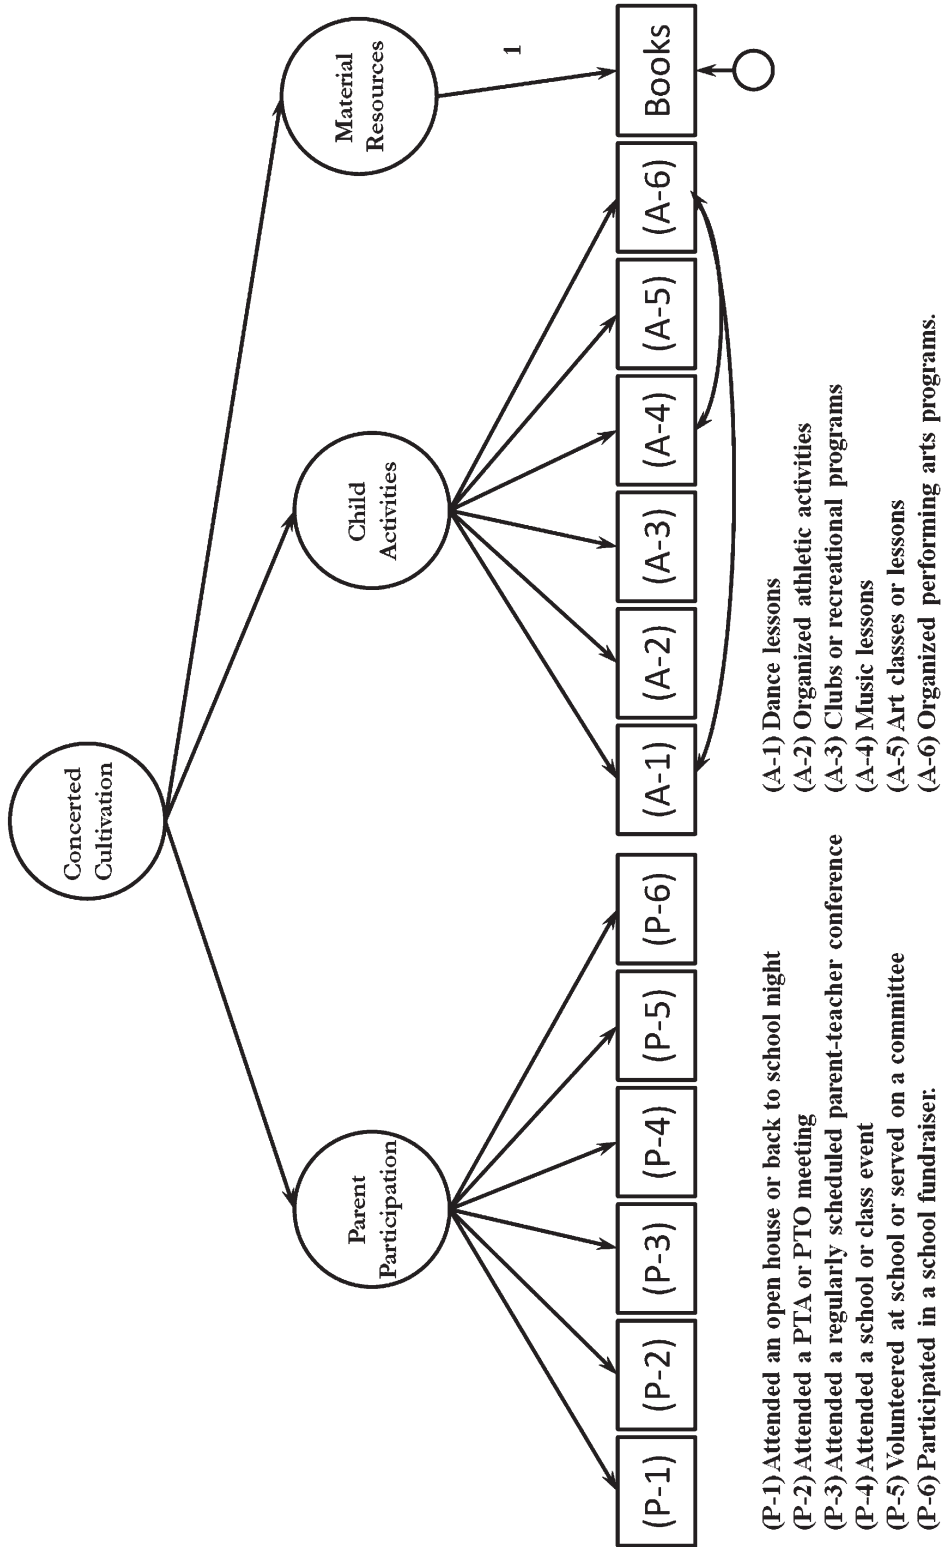 Concerted
Cultivation
Parent
Participation
Child
Activities
Material
Resources
1
(P-1)
(P-2)
(P-3)
(P-4)
(P-5)
(P-6)
(A-1)
(A-2)
(A-3)
(A-4)
(A-5)
(A-6)
Books
(P-1) Attended an open house or back to school night
(P-2) Attended a PTA or PTO meeting
(P-3) Attended a regularly scheduled parent-teacher conference
(P-4) Attended a school or class event
(P-5) Volunteered at school or served on a committee
(P-6) Participated in a school fundraiser.
(A-1) Dance lessons
(A-2) Organized athletic activities
(A-3) Clubs or recreational programs
(A-4) Music lessons
(A-5) Art classes or lessons
(A-6) Organized performing arts programs.